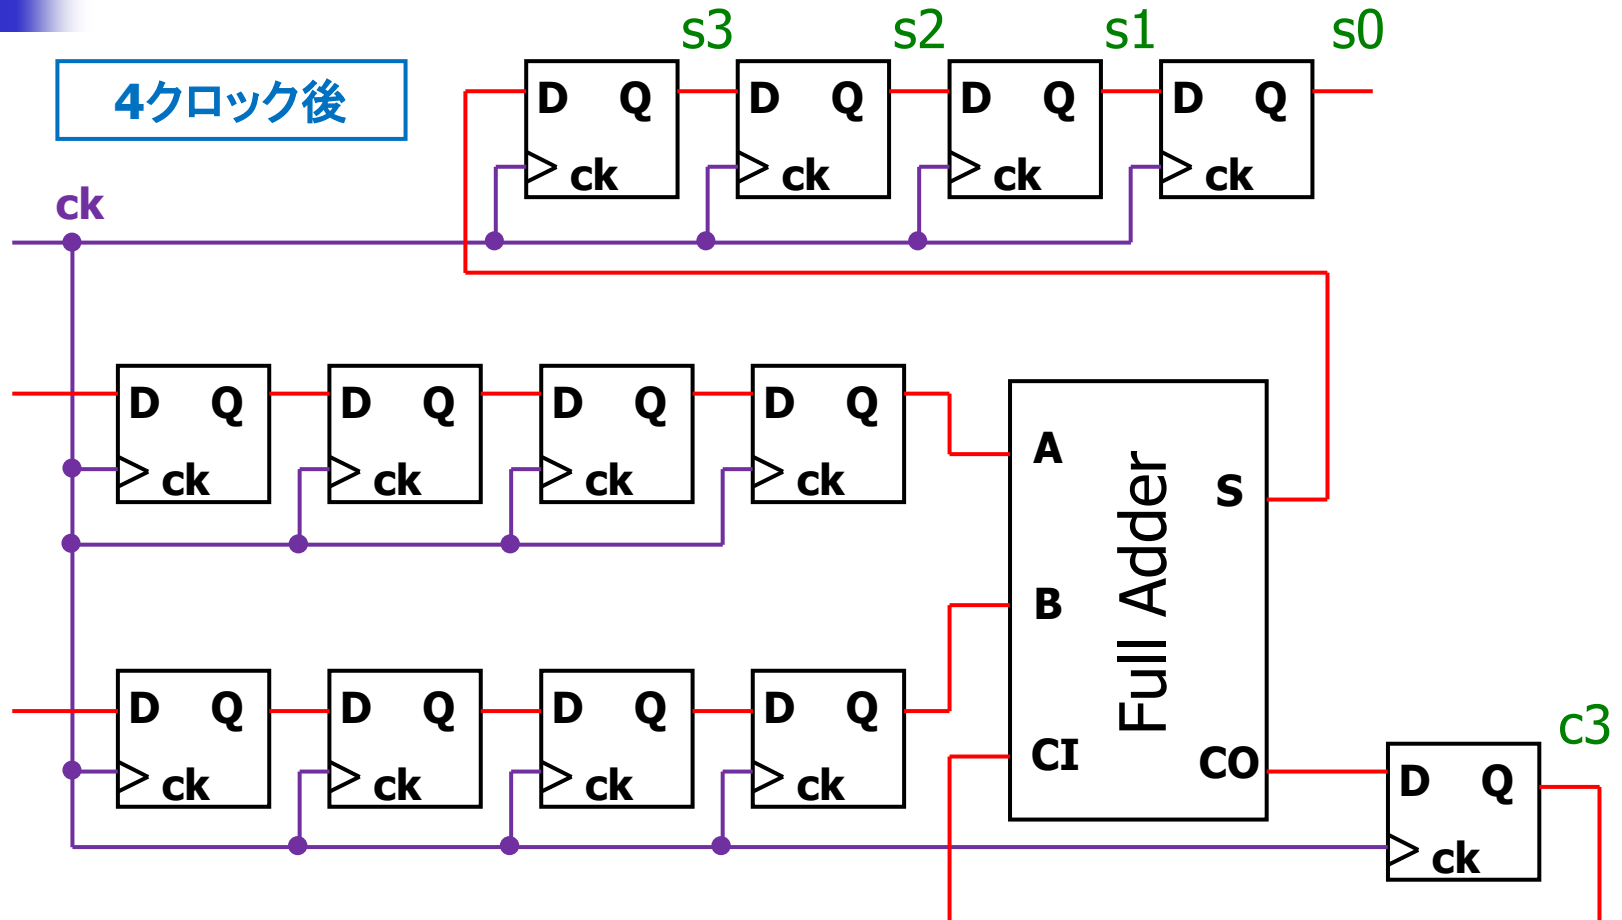 s3 s2 s1 s0
4クロック後
D Q D Q D Q D Q
ck ck ck ck
ck
D Q D Q D Q D Q
ck ck ck ck
A
S
Full Adder
B
D Q D Q D Q D Q
ck ck ck ck
CI
CO
c3
D Q
ck